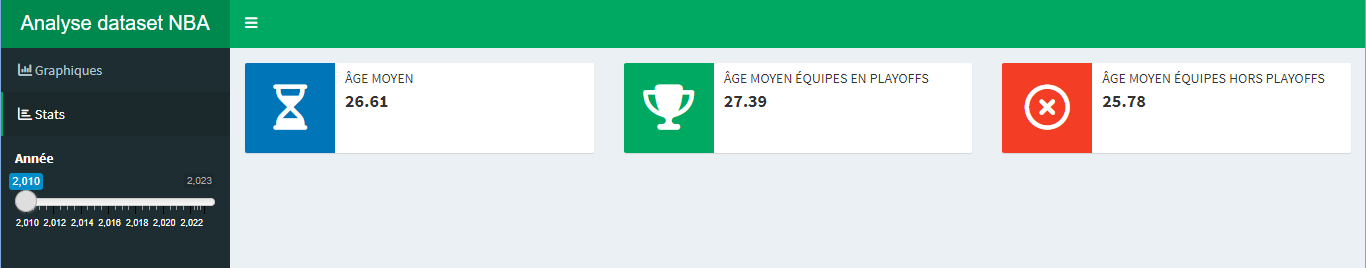 Analyse dataset NBA
Graphiques
Stats
Année
2,010
2,023
2,010 2,012 2,014 2,016 2,018 2,020 2,022
ÂGE MOYEN
26.61
ÂGE MOYEN ÉQUIPES EN PLAYOFFS
27.39
ÂGE MOYEN ÉQUIPES HORS PLAYOFFS
25.78